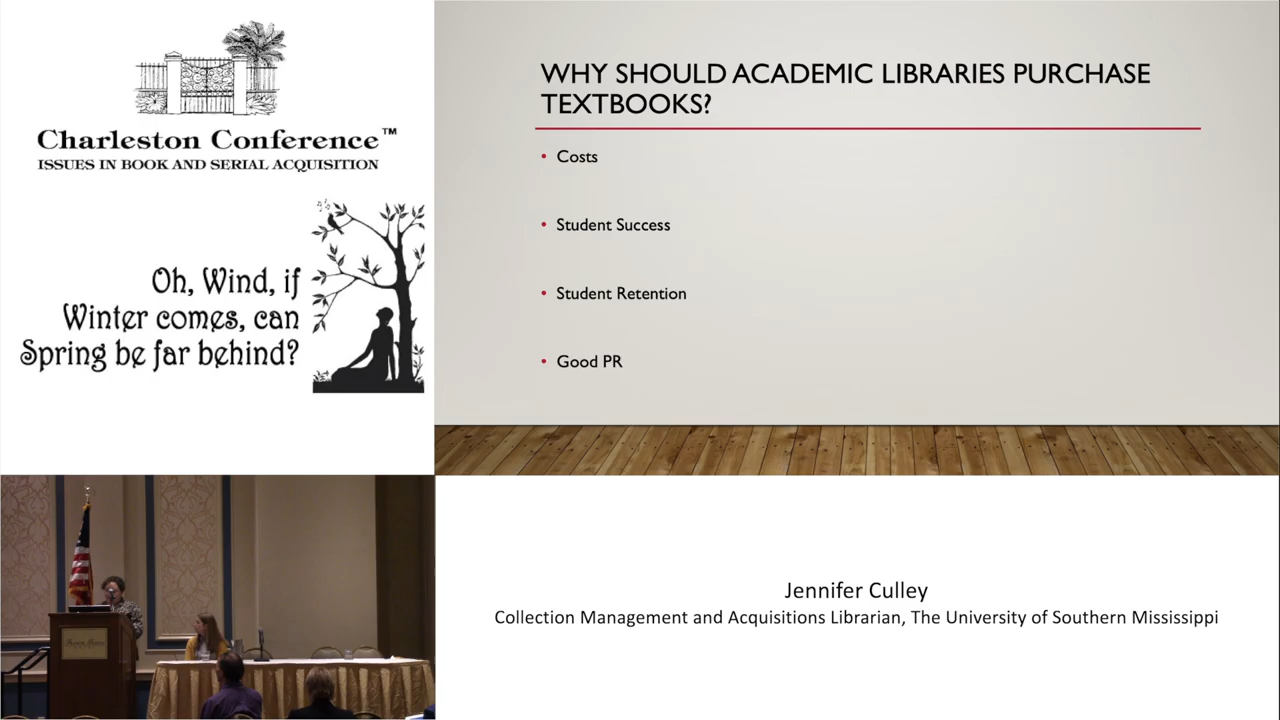 Charleston Conference™
ISSUES IN BOOK AND SERIAL ACQUISITION
Oh, Wind, if
Winter comes, can
Spring be far behind?
WHY SHOULD ACADEMIC LIBRARIES PURCHASE
TEXTBOOKS?
• Costs
• Student Success
• Student Retention
• Good PR
Jennifer Culley
Collection Management and Acquisitions Librarian, The University of Southern Mississippi